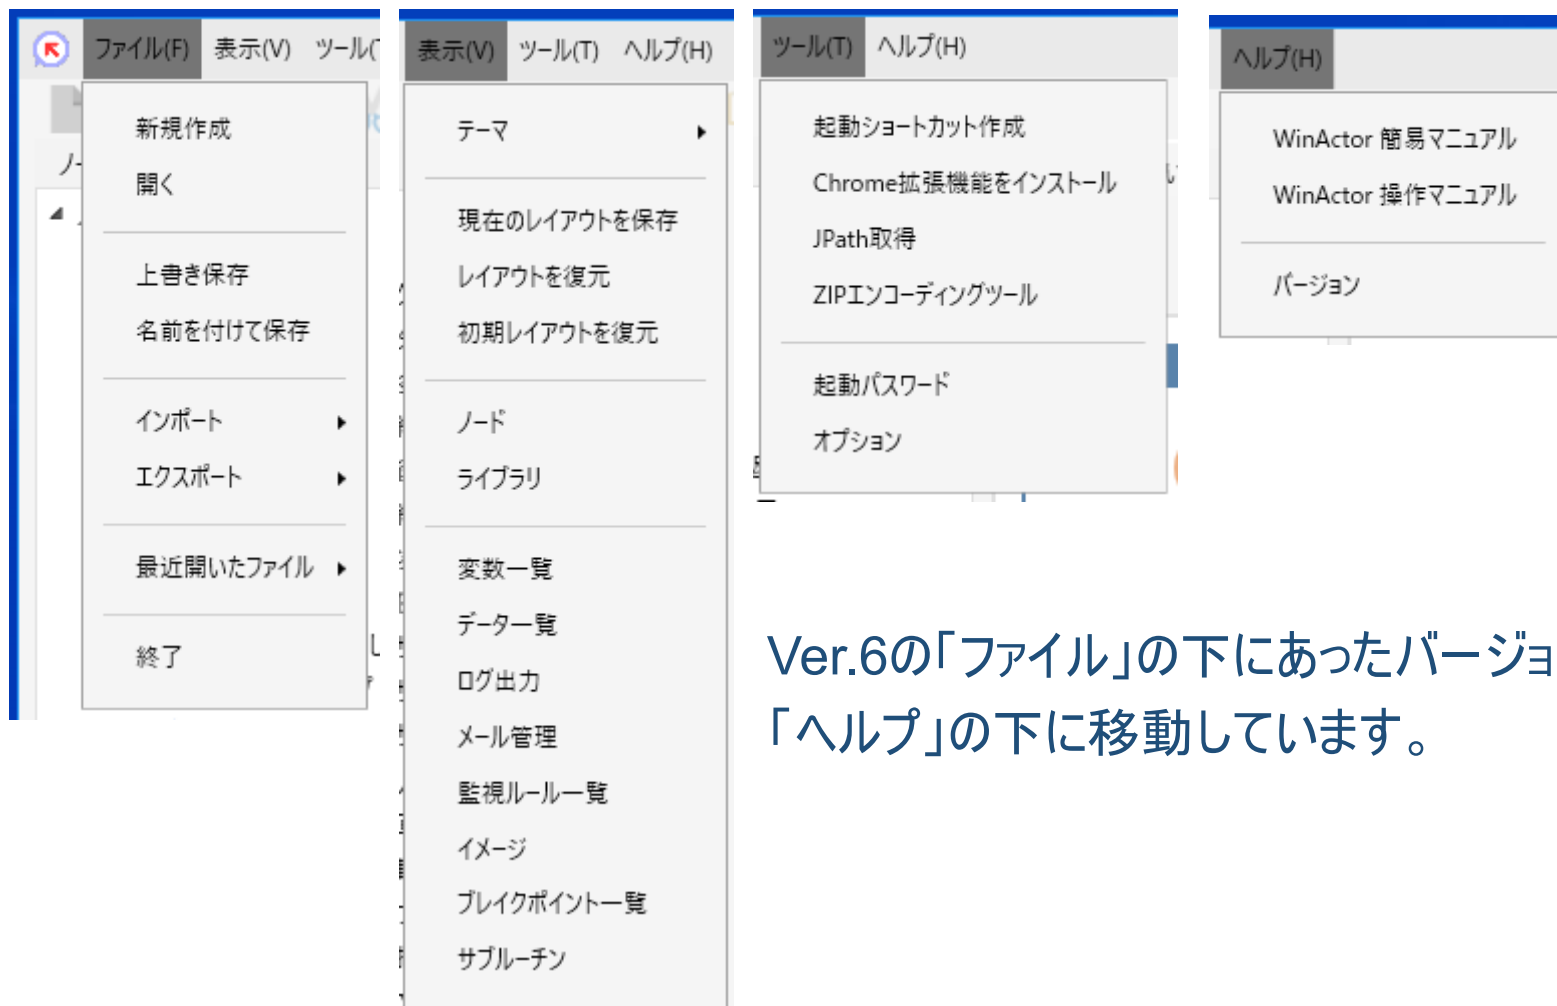 ファイル(F) 表示(V) ツール(
新規作成
開く
上書き保存
名前を付けて保存
インポート
エクスポート
最近開いたファイル
終了
表示(V) ツール(T) ヘルプ(H)
テーマ
現在のレイアウトを保存
レイアウトを復元
初期レイアウトを復元
ノード
ライブラリ
変数一覧
データ一覧
ログ出力
メール管理
監視ルール一覧
イメージ
ブレイクポイント一覧
サブルーチン
ツール(T) ヘルプ(H)
起動ショートカット作成
Chrome拡張機能をインストール
JPath取得
ZIPエンコーディングツール
起動パスワード
オプション
ヘルプ(H)
WinActor 簡易マニュアル
WinActor 操作マニュアル
バージョン
Ver.6の「ファイル」の下にあったバージョ
「ヘルプ」の下に移動しています。